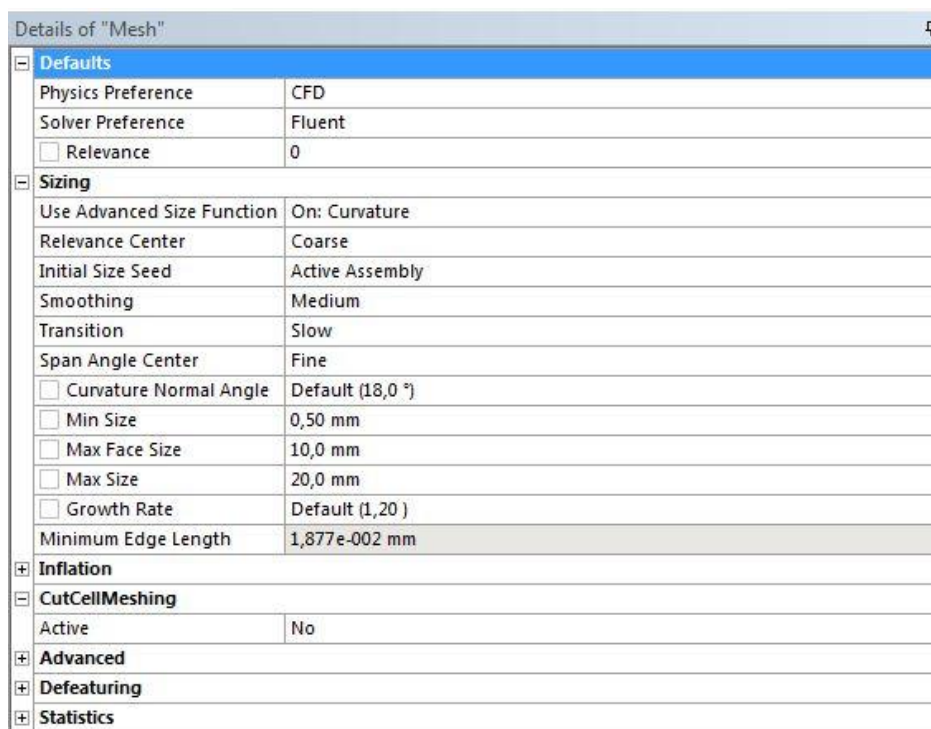 Details of "Mesh"
Defaults
Physics Preference CFD
Solver Preference Fluent
Relevance 0
Sizing
Use Advanced Size Function On: Curvature
Relevance Center Coarse
Initial Size Seed Active Assembly
Smoothing Medium
Transition Slow
Span Angle Center Fine
Curvature Normal Angle Default (18,0 °)
Min Size 0,50 mm
Max Face Size 10,0 mm
Max Size 20,0 mm
Growth Rate Default (1,20 )
Minimum Edge Length 1,877e-002 mm
Inflation
CutCellMeshing
Active No
Advanced
Defeaturing
Statistics